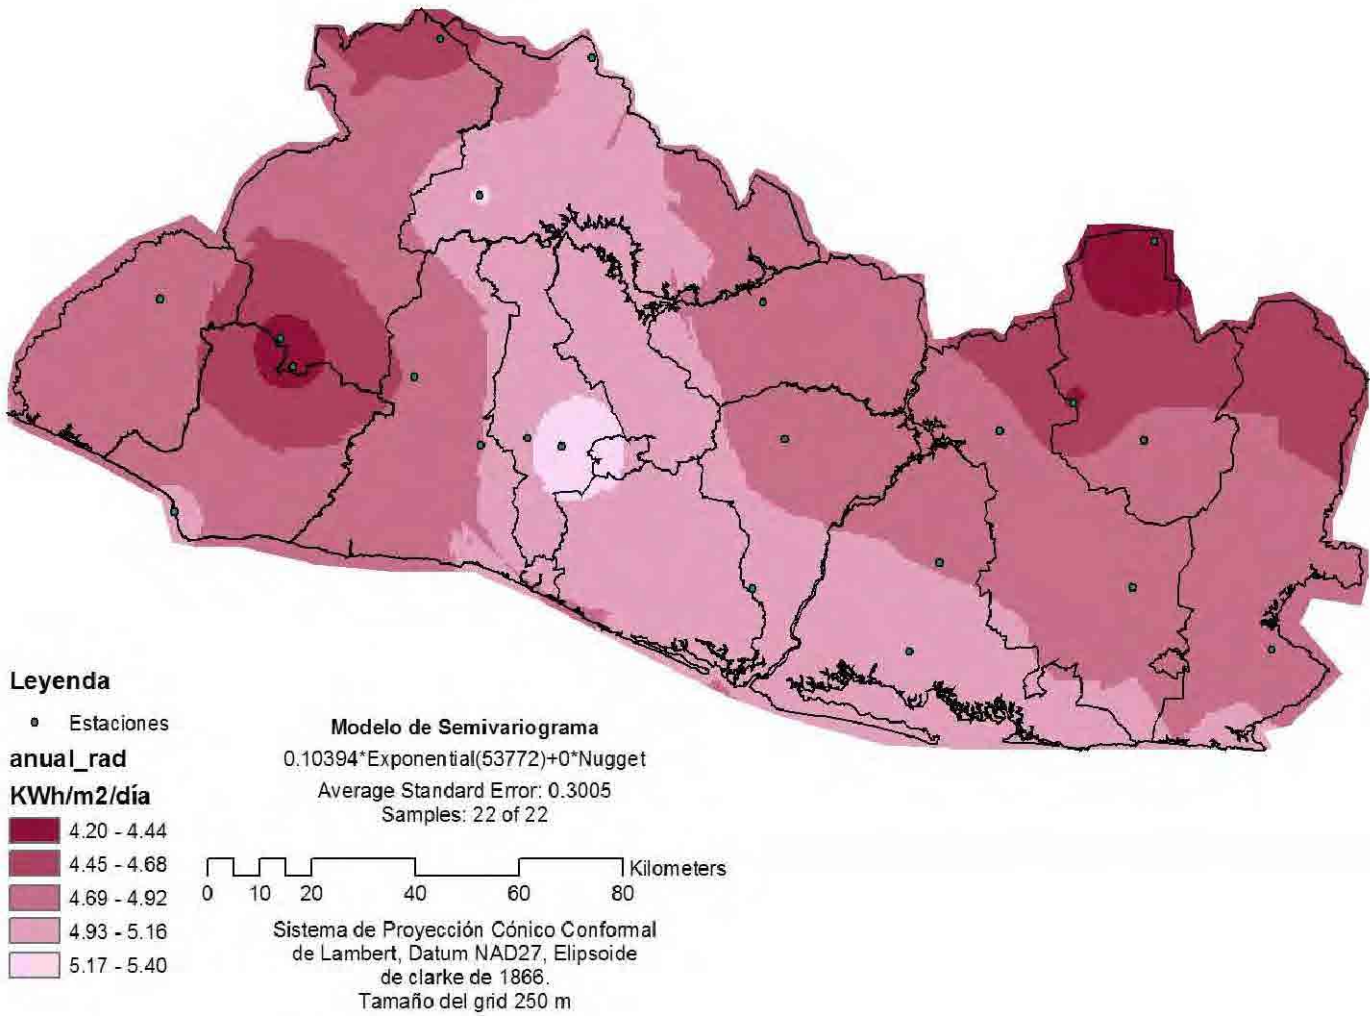 Leyenda
Estaciones
anual_rad
KWh/m2/día
4.20 - 4.44
4.45 - 4.68
4.69 - 4.92
4.93 - 5.16
5.17 - 5.40
Modelo de Semivariograma
0.10394*Exponential(53772)+0*Nugget
Average Standard Error: 0.3005
Samples: 22 of 22
Kilometers
0 10 20 40 60 80
Sistema de Proyección Cónico Conformal
de Lambert, Datum NAD27, Elipsoide
de clarke de 1866.
Tamaño del grid 250 m